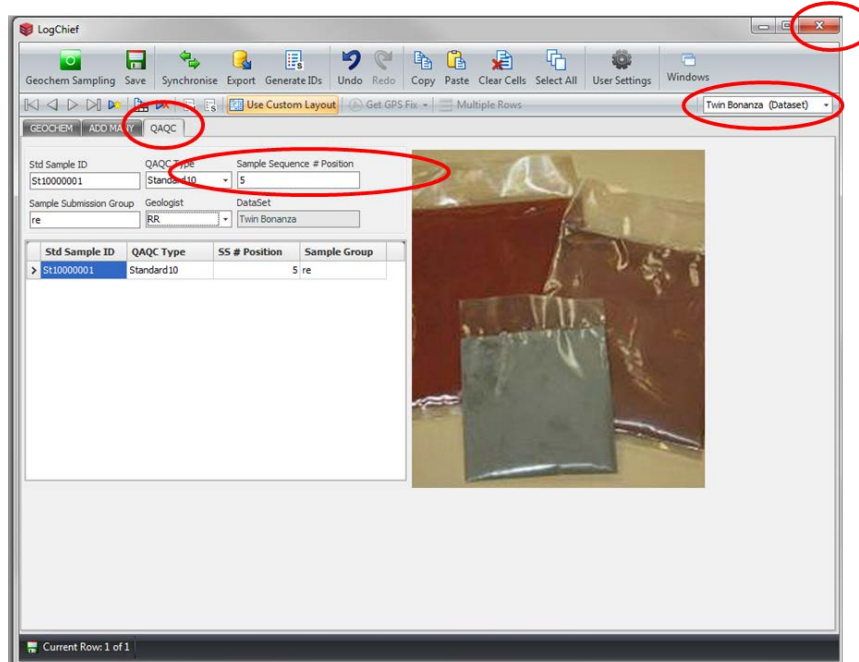 LogChief
Geochem Sampling Save Synchronise Export Generate IDs Undo Redo Copy Paste Clear Cells Select All User Settings Windows
Use Custom Layout Get GPS Fix Multiple Rows Twin Bonanza (Dataset)
GEOCHEM ADD MANY QAQC
Std Sample ID QAQC Type Sample Sequence # Position
St10000001 Standard10 5
Sample Submission Group Geologist DataSet
re RR Twin Bonanza
Std Sample ID QAQC Type SS # Position Sample Group
St10000001 Standard10 5 re
Current Row: 1 of 1